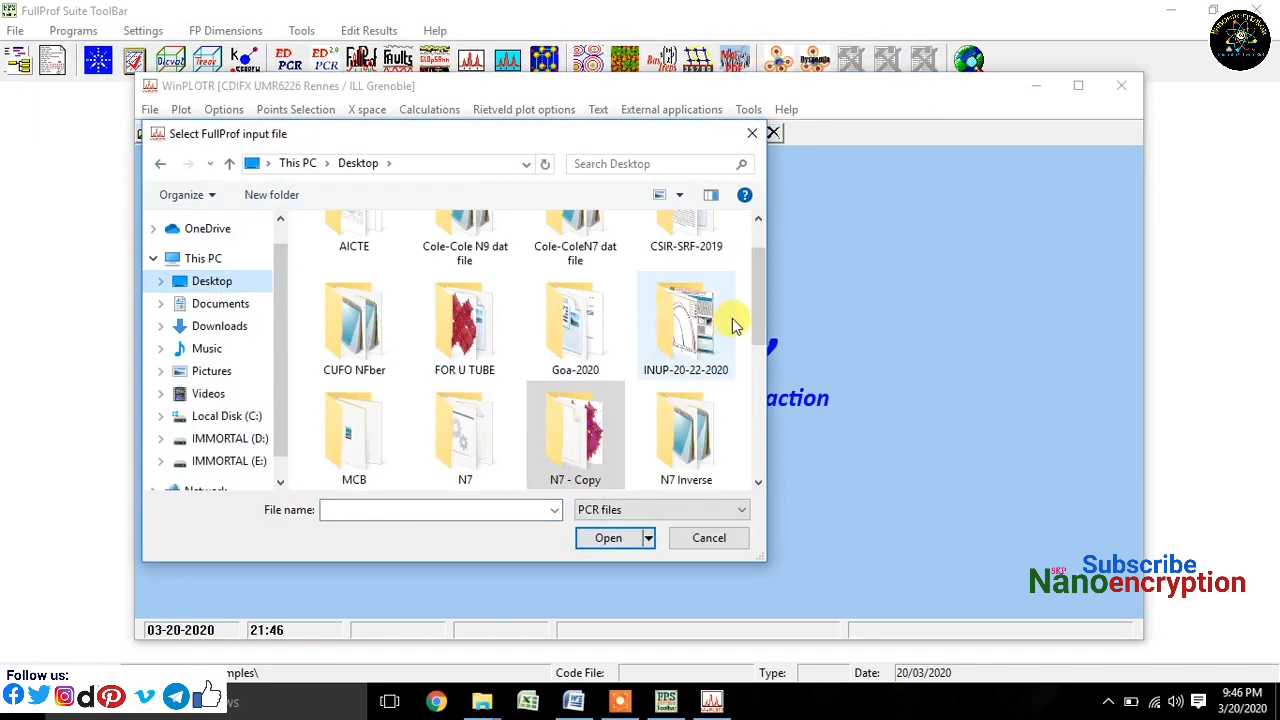 FullProf Suite ToolBar
File Programs Settings FP Dimensions Tools Edit Results Help
WinPLOTR [CDIFX UMR6226 Rennes / ILL Grenoble]
File Plot Options Points Selection X space Calculations Rietveld plot options Text External applications Tools Help
Select FullProf input file
This PC Desktop
Search Desktop
Organize New folder
OneDrive
This PC
Desktop
Documents
Downloads
Music
Pictures
Videos
Local Disk (C:)
IMMORTAL (D:)
IMMORTAL (E:)
Network
AICTE
Cole-Cole N9 dat file
Cole-ColeN7 dat file
CSIR-SRF-2019
CUFO NFber
FOR U TUBE
Goa-2020
INUP-20-22-2020
MCB
N7
N7 - Copy
N7 Inverse
File name:
PCR files
Open Cancel
y
action
Subscribe
SKP
Nanoencryption
03-20-2020 21:46
mples\ Code File: Type: Date: 20/03/2020
Follow us:
ws
9:46 PM
3/20/2020